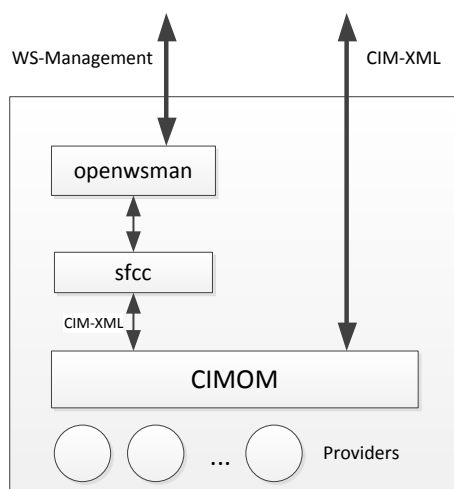 WS-Management
CIM-XML
openwsman
sfcc
CIM-XML
CIMOM
... Providers